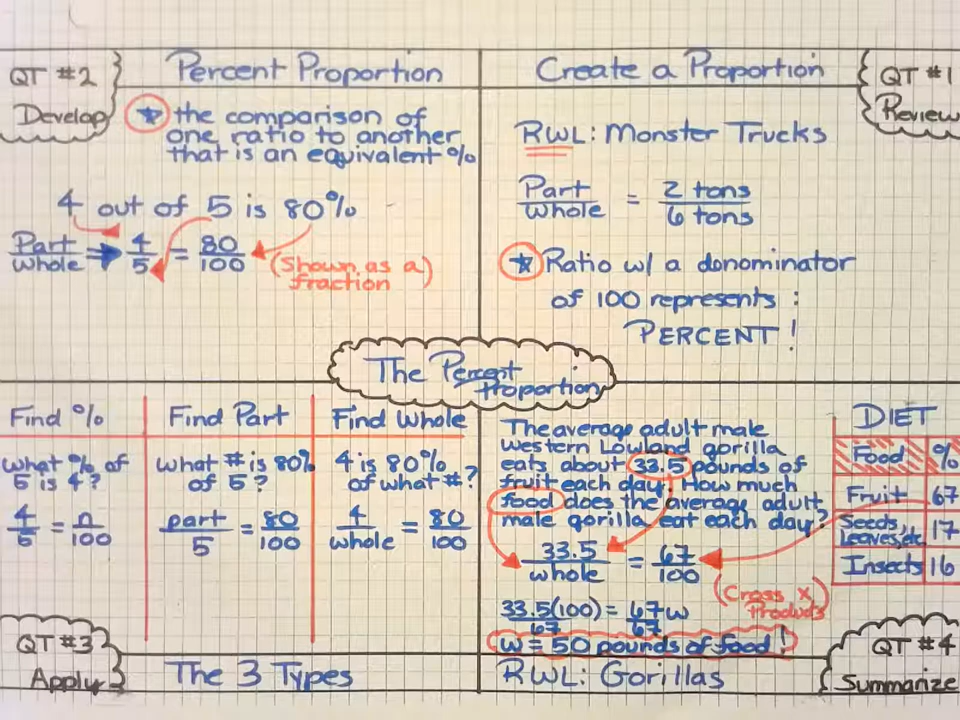 QT #2
Develop
Percent Proportion
the comparison of
one ratio to another
that is an equivalent %
4 out of 5 is 80%
Part/whole → 4/5 = 80/100
(Shown as a)
fraction
Create a Proportion
QT #1
Review
RWL: Monster Trucks
Part/whole = 2 tons/6 tons
Ratio w/ a denominator
of 100 represents :
PERCENT!
The Percent
Proportion
Find %
what % of
5 is 4?
4/5 = n/100
Find Part
what # is 80%
of 5?
part/5 = 80/100
Find Whole
4 is 80%
of what #?
4/whole = 80/100
QT #3
Apply
The 3 Types
The average adult male
Western Lowland gorilla
eats about 33.5 pounds of
fruit each day. How much
food does the average adult
male gorilla eat each day?
33.5/whole = 67/100
(Cross X
Products)
33.5(100)/67 = 67w/67
w = 50 pounds of food!
DIET
Food %
Fruit 67
Seeds, Leaves, etc 17
Insects 16
RWL: Gorillas
QT #4
Summarize